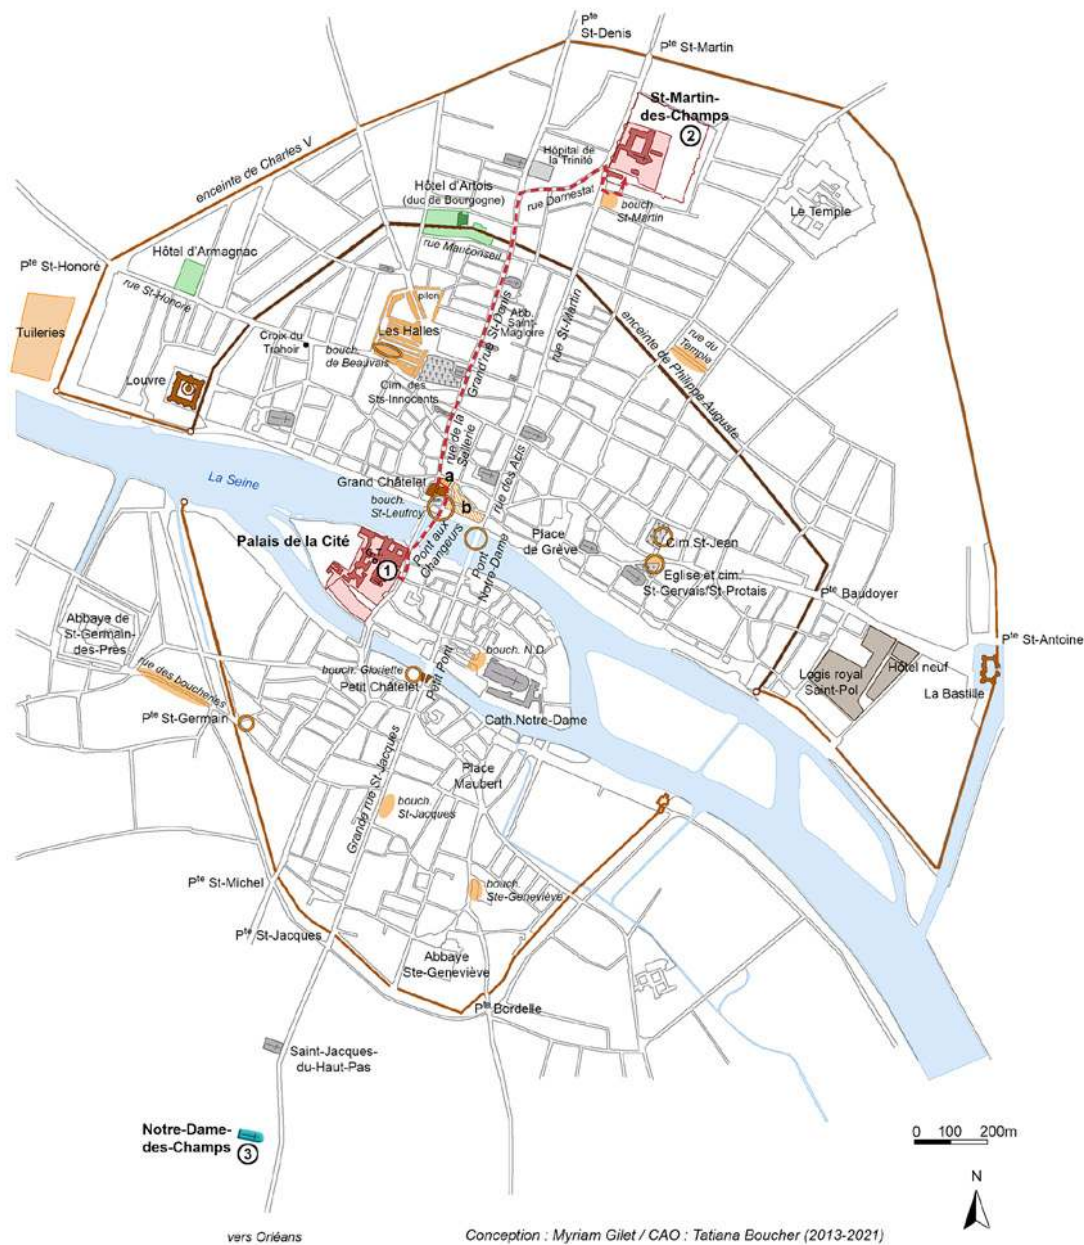 Pte
St-Denis
Pte St-Martin
St-Martin-
des-Champs
2
enceinte de Charles V
Hôpital de
la Trinité
Hôtel d'Artois
(duc de Bourgogne)
rue Darnestat
bouch.
St-Martin
Le Temple
rue Mauconseil
Hôtel d'Armagnac
Pte St-Honoré
rue St-Honoré
pilori
Tuileries
Les Halles
Croix du
Trahoir
bouch.
de Beauvais
Abb.
Saint-
Magloire
Grand'rue St-Denis
rue St-Martin
enceinte de Philippe Auguste
rue du
Temple
Louvre
Cim. des
Sts-Innocents
rue de la
Sellerie
rue des Acis
La Seine
Grand Châtelet
a
b
bouch.
St-Leufroy
Palais de la Cité
1
Pont aux
Changeurs
Pont
Notre-Dame
Place
de Grève
Cim St-Jean
Eglise et cim.
St-Gervais/St-Protais
Pte Baudoyer
Abbaye de
St-Germain-
des-Près
rue des boucheries
Pte St-Germain
bouch. Gloriette
Petit Châtelet
Petit Pont
bouch. N.D.
Cath.Notre-Dame
Logis royal
Saint-Pol
Hôtel neuf
Pte St-Antoine
La Bastille
Place
Maubert
Grande rue St-Jacques
bouch.
St-Jacques
bouch.
Ste-Geneviève
Pte St-Michel
Pte St-Jacques
Abbaye
Ste-Geneviève
Pte Bordelle
Saint-Jacques-
du-Haut-Pas
Notre-Dame-
des-Champs
3
0 100 200m
N
vers Orléans
Conception : Myriam Gilet / CAO : Tatiana Boucher (2013-2021)